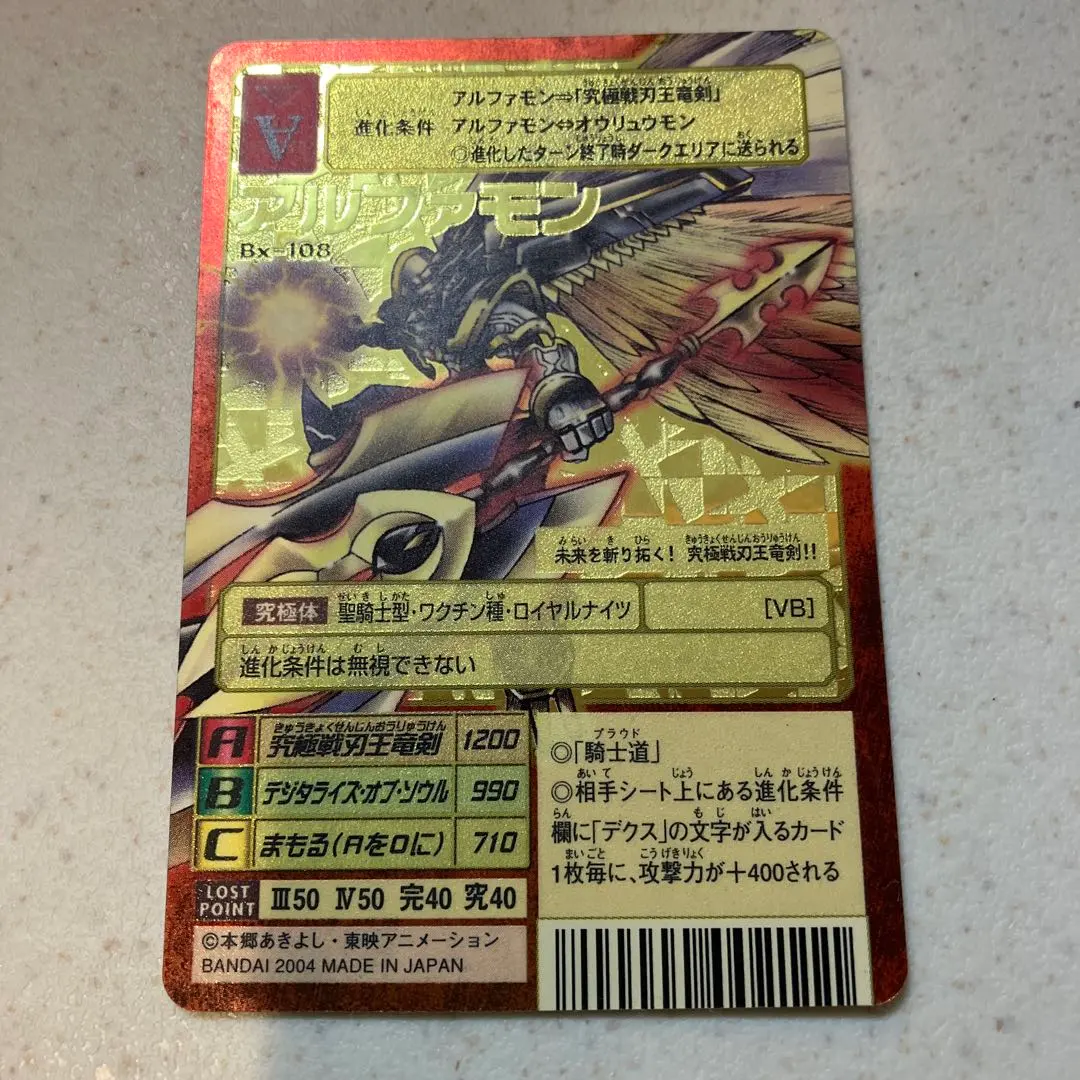 アルファモン⇒「究極戦刃王竜剣」
進化条件 アルファモン⇔オウリュウモン
◎進化したターン終了時ダークエリアに送られる
アルファモン
Bx-108
未来を斬り拓く! 究極戦刃王竜剣!!
究極体 聖騎士型・ワクチン種・ロイヤルナイツ [VB]
進化条件は無視できない
A 究極戦刃王竜剣 1200
B デジタライズ・オブ・ソウル 990
C まもる(Aを0に) 710
LOST POINT Ⅲ50 Ⅳ50 完40 究40
©本郷あきよし・東映アニメーション
BANDAI 2004 MADE IN JAPAN
◎「騎士道」
◎相手シート上にある進化条件
欄に「デクス」の文字が入るカード
1枚毎に、攻撃力が+400される